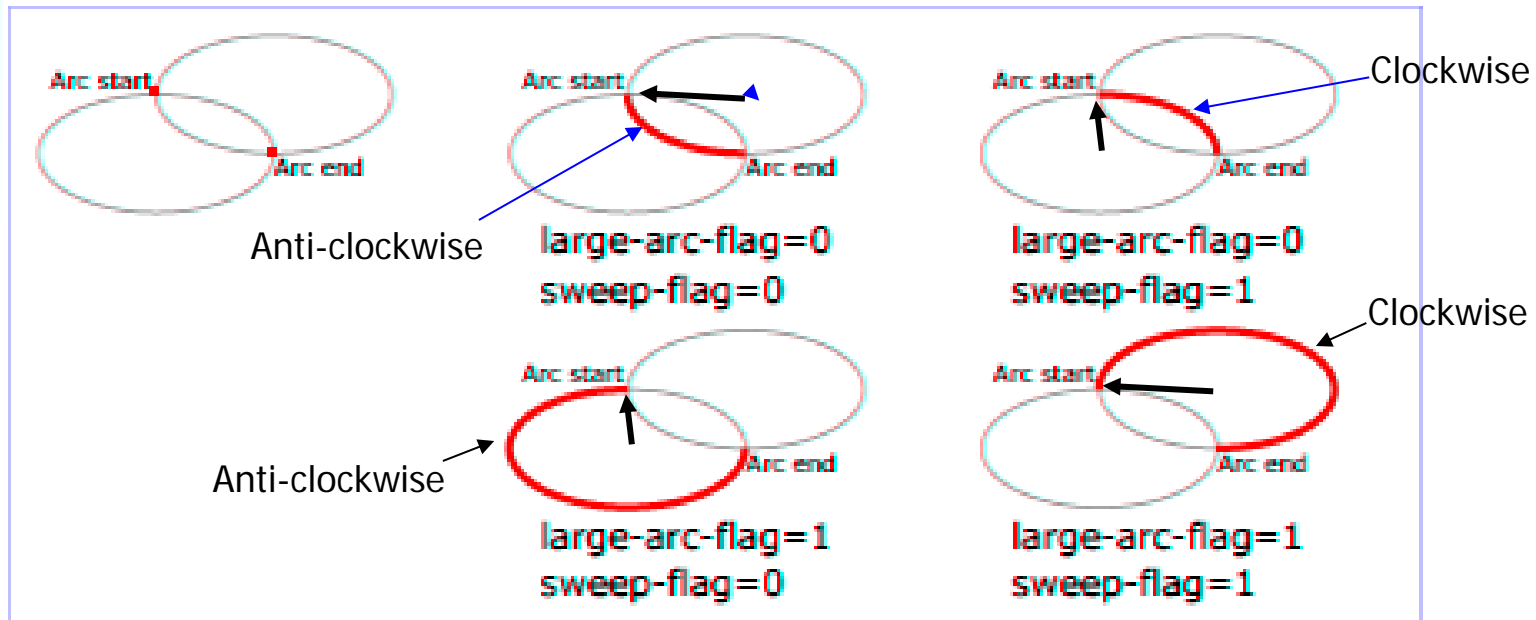 Arc start
Arc end
Arc start
Arc end
Anti-clockwise
large-arc-flag=0
sweep-flag=0
Clockwise
Arc start
Arc end
large-arc-flag=0
sweep-flag=1
Arc start
Arc end
Anti-clockwise
large-arc-flag=1
sweep-flag=0
Clockwise
Arc start
Arc end
large-arc-flag=1
sweep-flag=1